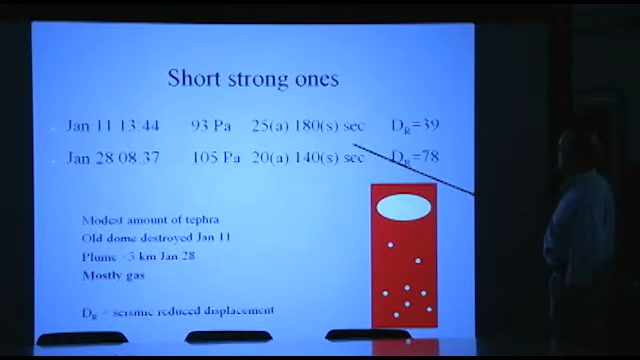 Short strong ones
Jan 11 13:44 93 Pa 25(a) 180(s) sec DR=39
Jan 28 08:37 105 Pa 20(a) 140(s) sec DR=78
Modest amount of tephra
Old dome destroyed Jan 11
Plume <3 km Jan 28
Mostly gas
DR = seismic reduced displacement